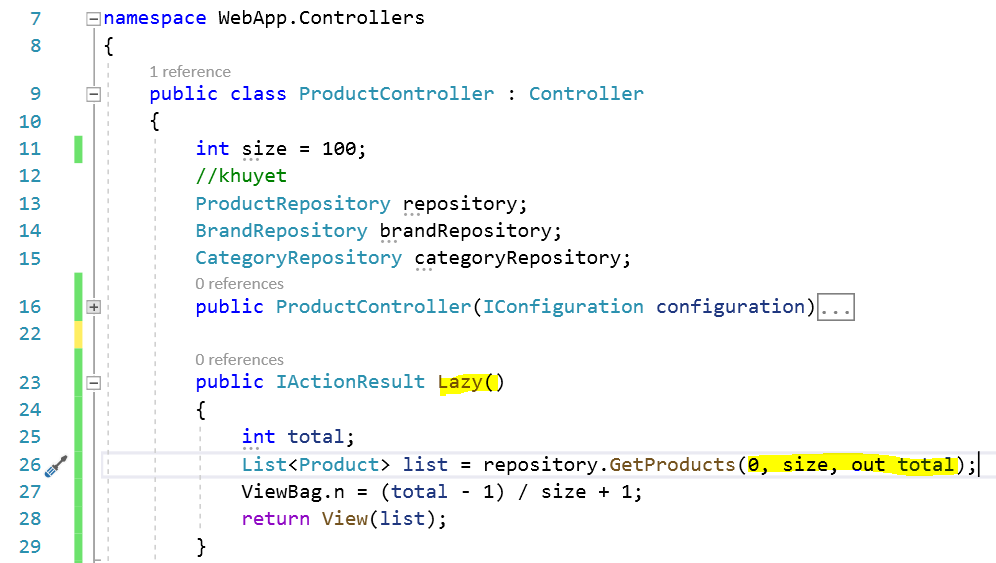 7 namespace WebApp.Controllers
8 {
1 reference
9 public class ProductController : Controller
10 {
11 int size = 100;
12 //khuyet
13 ProductRepository repository;
14 BrandRepository brandRepository;
15 CategoryRepository categoryRepository;
0 references
16 public ProductController(IConfiguration configuration)...
22
0 references
23 public IActionResult Lazy()
24 {
25 int total;
26 List<Product> list = repository.GetProducts(0, size, out total);
27 ViewBag.n = (total - 1) / size + 1;
28 return View(list);
29 }